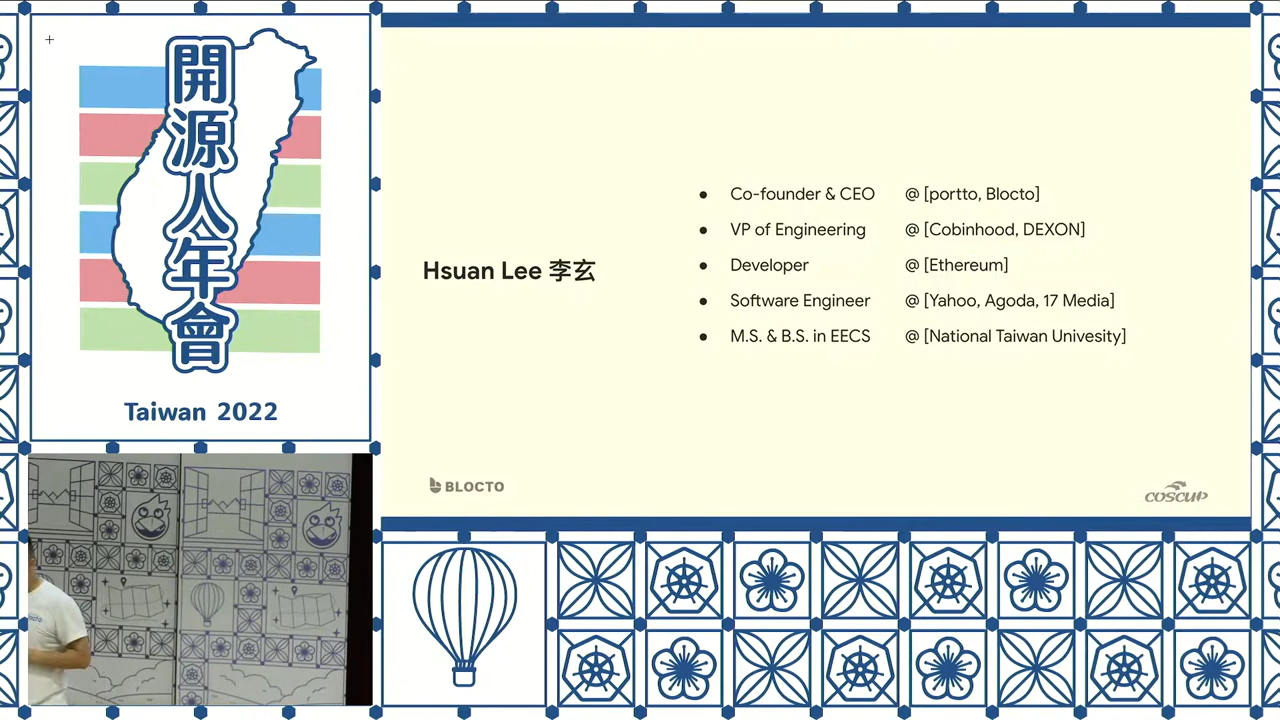 開源人年會
Taiwan 2022
Hsuan Lee 李玄
● Co-founder & CEO @ [portto, Blocto]
● VP of Engineering @ [Cobinhood, DEXON]
● Developer @ [Ethereum]
● Software Engineer @ [Yahoo, Agoda, 17 Media]
● M.S. & B.S. in EECS @ [National Taiwan Univesity]
BLOCTO
COSCUP